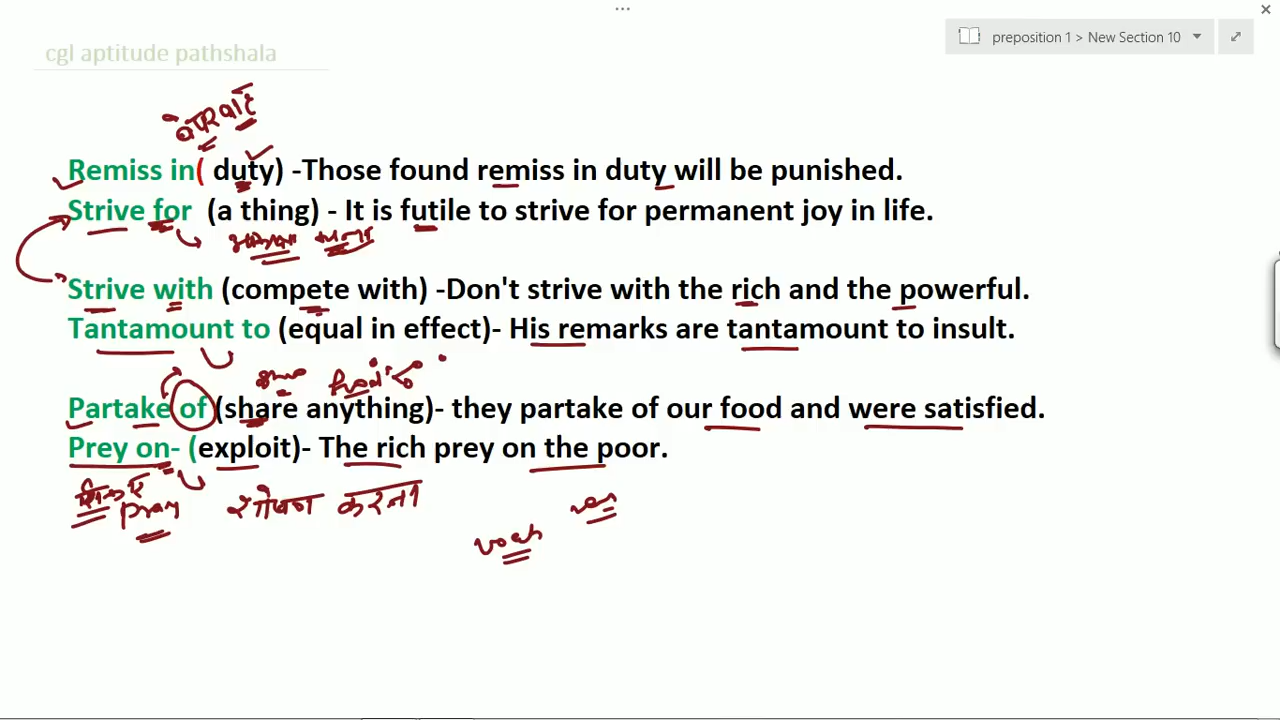 preposition 1 > New Section 10
cgl aptitude pathshala
Remiss in( duty) -Those found remiss in duty will be punished.
Strive for (a thing) - It is futile to strive for permanent joy in life.
Strive with (compete with) -Don't strive with the rich and the powerful.
Tantamount to (equal in effect)- His remarks are tantamount to insult.
share food
Partake of (share anything)- they partake of our food and were satisfied.
Prey on- (exploit)- The rich prey on the poor.
pray करना